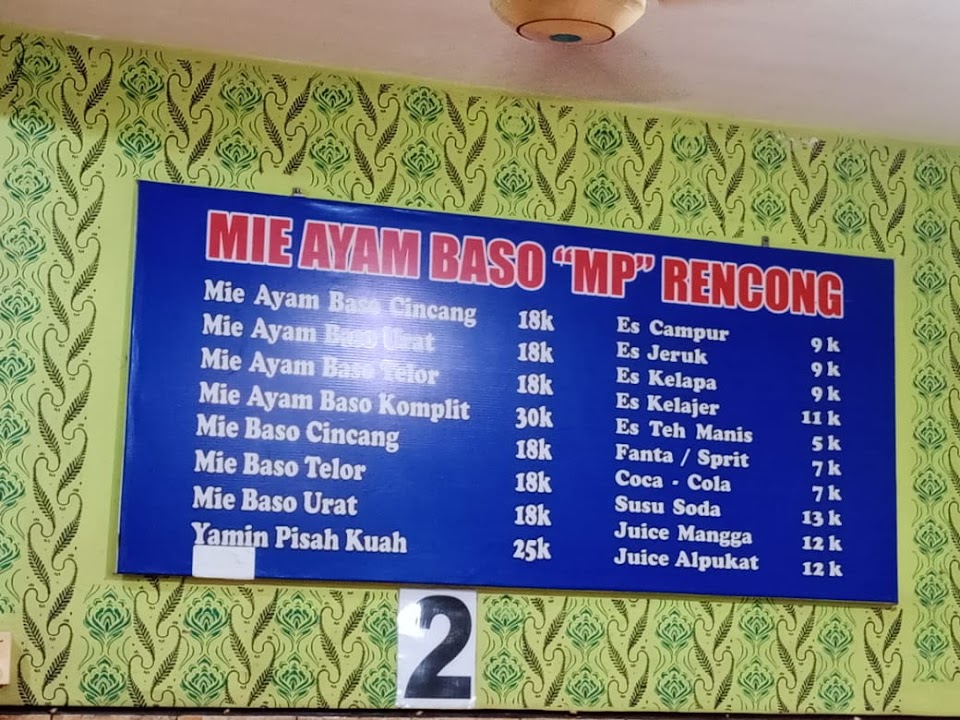 MIE AYAM BASO “MP” RENCONG
Mie Ayam Baso Cincang 18k
Mie Ayam Baso Urat 18k
Mie Ayam Baso Telor 18k
Mie Ayam Baso Komplit 30k
Mie Baso Cincang 18k
Mie Baso Telor 18k
Mie Baso Urat 18k
Yamin Pisah Kuah 25k
Es Campur 9 k
Es Jeruk 9 k
Es Kelapa 9 k
Es Kelajer 11 k
Es Teh Manis 5 k
Fanta / Sprit 7 k
Coca - Cola 7 k
Susu Soda 13 k
Juice Mangga 12 k
Juice Alpukat 12 k
2